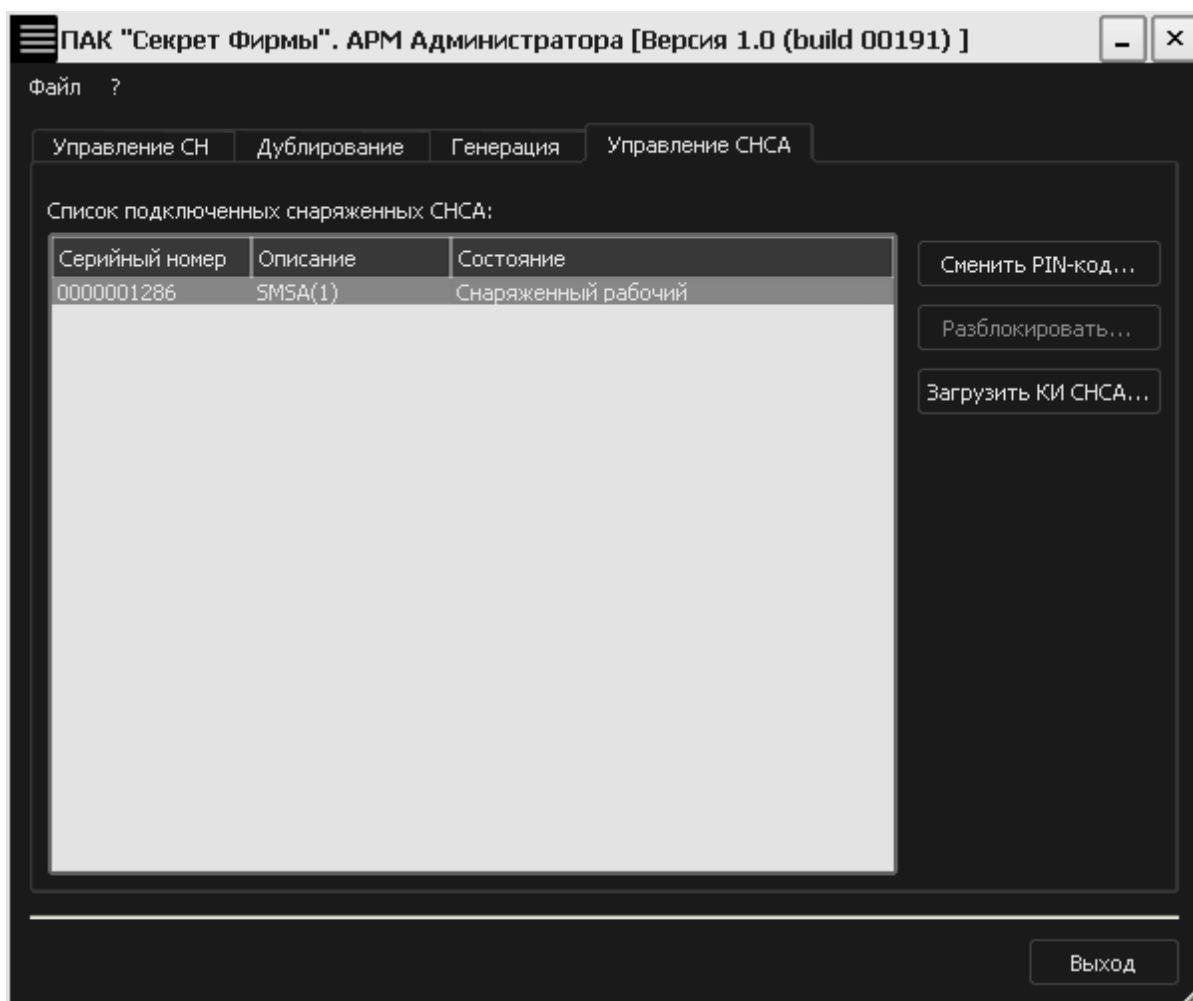 ПАК "Секрет Фирмы". АРМ Администратора [Версия 1.0 (build 00191) ]
Файл ?
Управление СН Дублирование Генерация Управление СНСА
Список подключенных снаряженных СНСА:
Серийный номер Описание Состояние
0000001286 SMSA(1) Снаряженный рабочий
Сменить PIN-код...
Разблокировать...
Загрузить КИ СНСА...
Выход